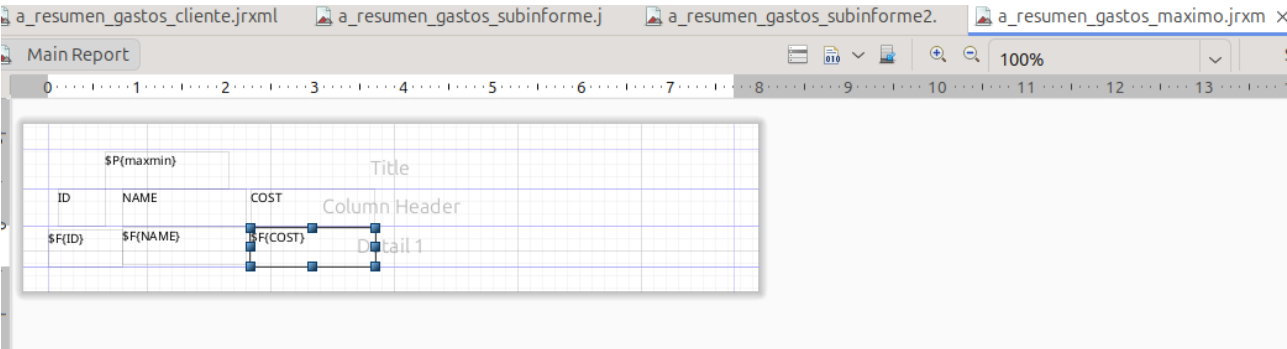 a_resumen_gastos_cliente.jrxml a_resumen_gastos_subinforme.j a_resumen_gastos_subinforme2. a_resumen_gastos_maximo.jrxm
Main Report 100%
0 1 2 3 4 5 6 7 8 9 10 11 12 13
$P{maxmin} Title
ID NAME COST Column Header
$F{ID} $F{NAME} $F{COST} Detail 1